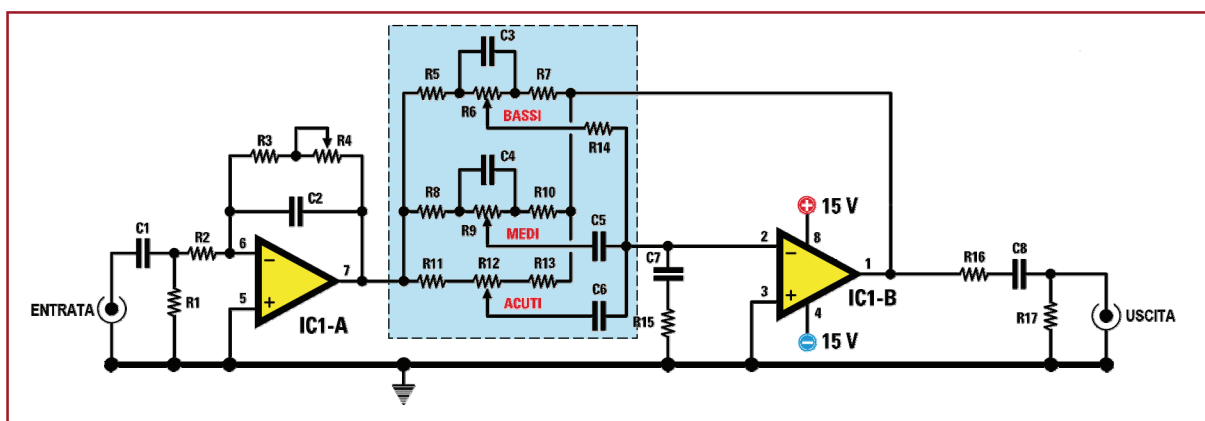 C3
R5
R7
R6
BASSI
R14
R3
R4
C4
C2
R8
R10
C1
R2
R9
MEDI
C5
6
7
R11
R12
R13
C7
2
8
15 V
1
R16
C8
ENTRATA
R1
5
IC1-A
ACUTI
C6
R15
3
IC1-B
4
15 V
R17
USCITA